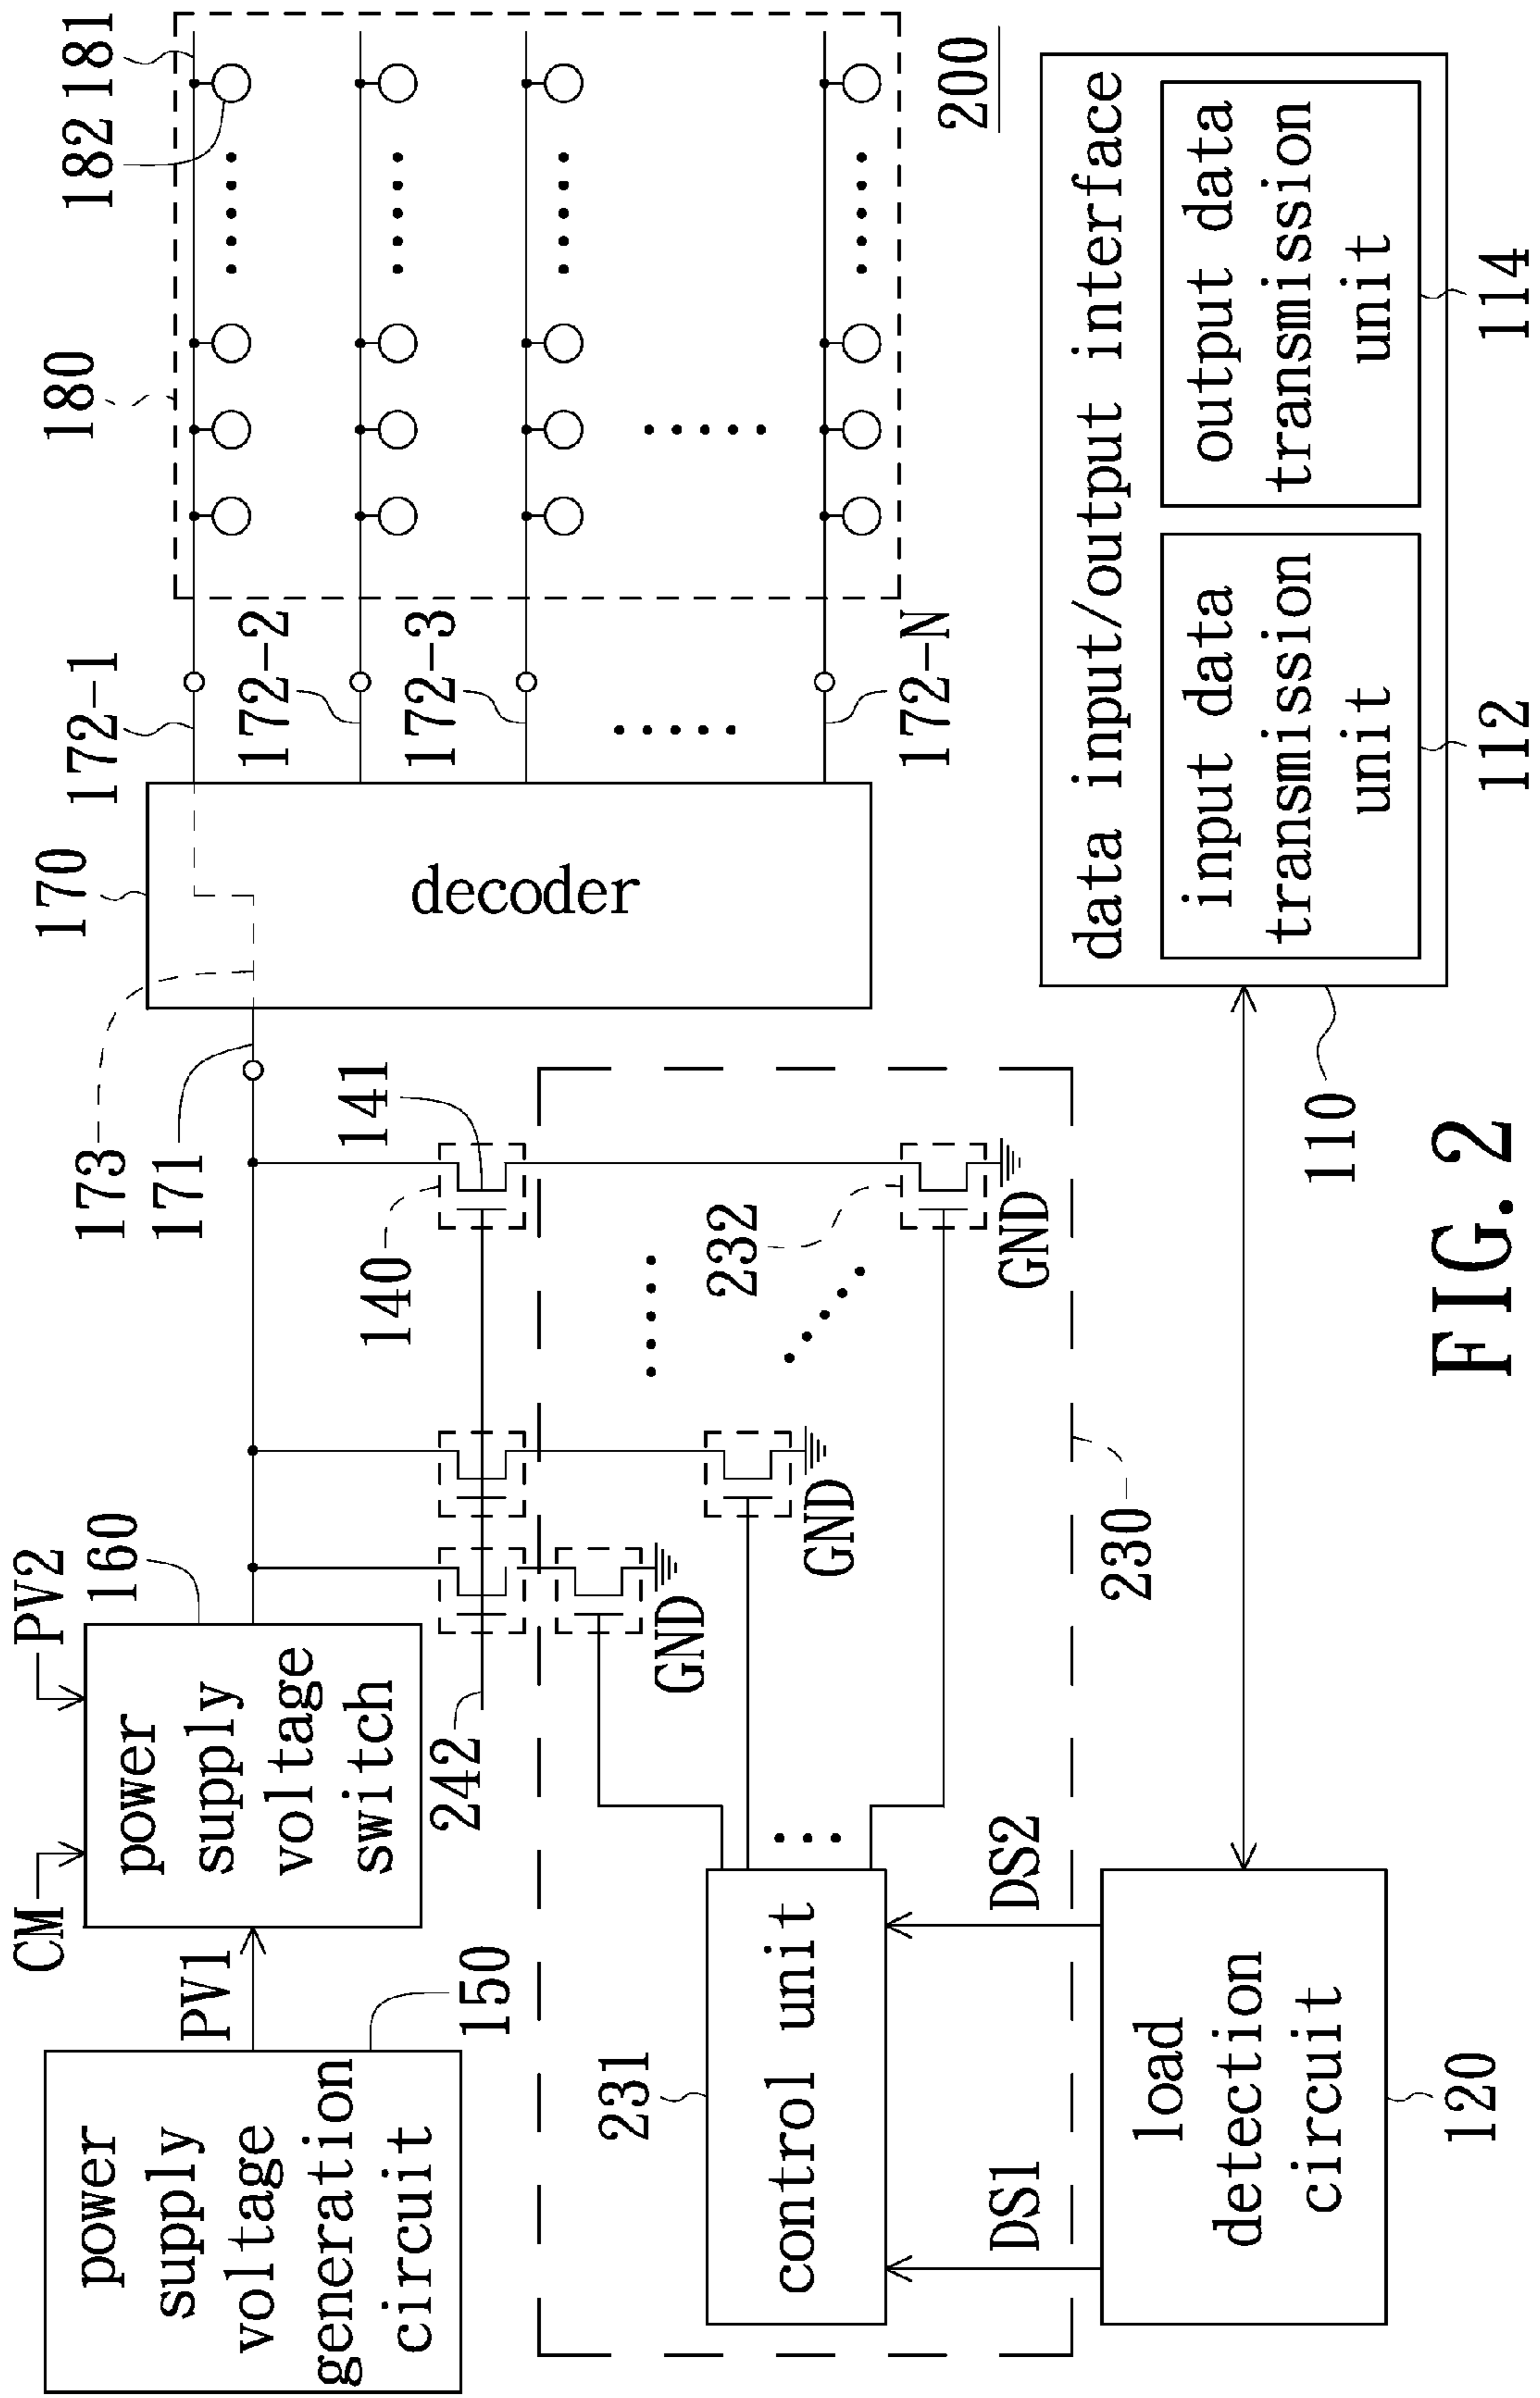 CM
PV2
power
supply
voltage
generation
circuit
150
PV1
power
supply
voltage
switch
160
173
171
170
decoder
172-1
172-2
172-3
172-N
180
182
181
200
242
140
141
232
GND
GND
GND
231
control unit
DS1
DS2
230
load
detection
circuit
120
110
data input/output interface
input data
transmission
unit
112
output data
transmission
unit
114
FIG. 2